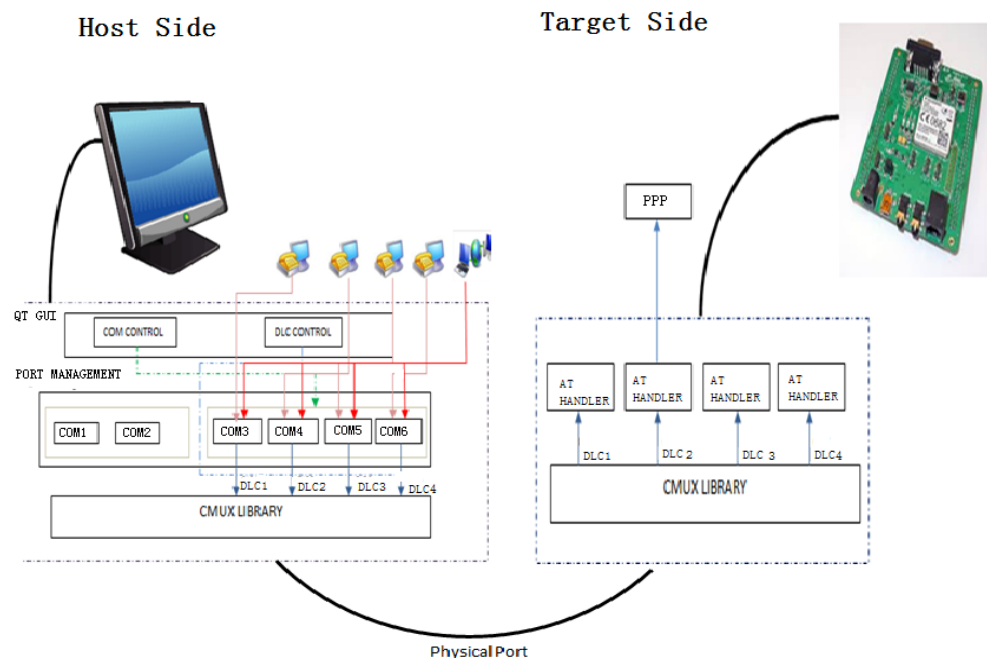 Host Side
Target Side
PPP
QT GUI
COM CONTROL
DLC CONTROL
PORT MANAGEMENT
COM1
COM2
COM3
COM4
COM5
COM6
DLC1
DLC2
DLC3
DLC4
CMUX LIBRARY
AT
HANDLER
AT
HANDLER
AT
HANDLER
AT
HANDLER
DLC1
DLC 2
DLC 3
DLC4
CMUX LIBRARY
Physical Port